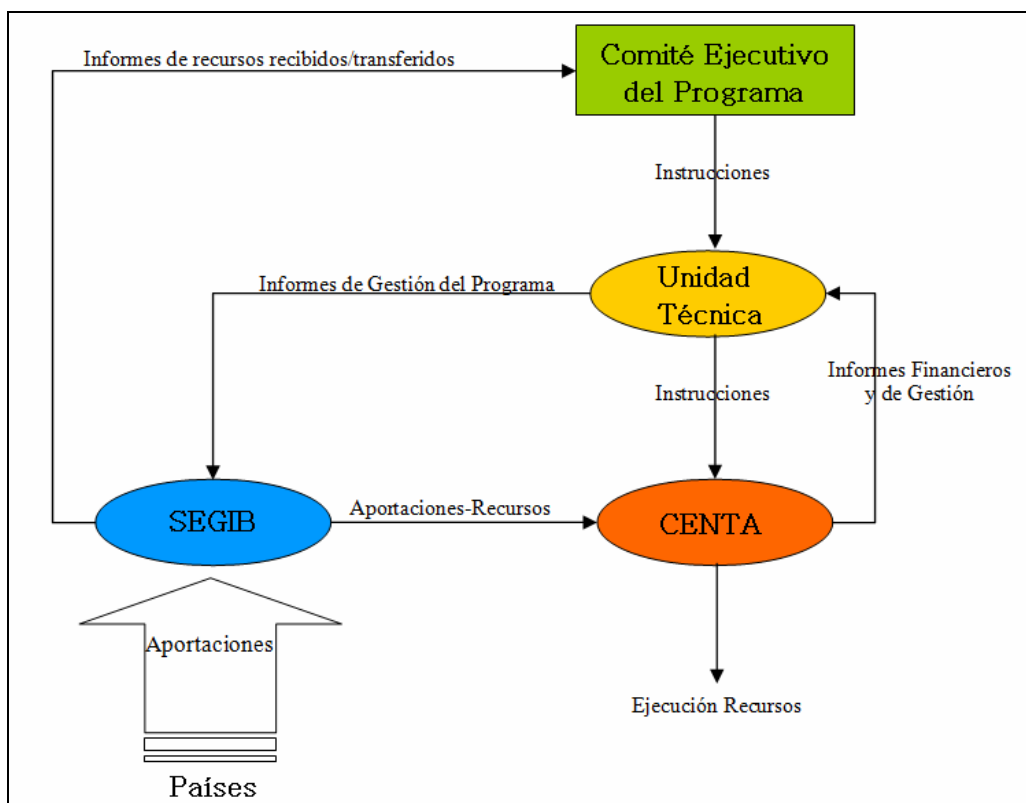 Informes de recursos recibidos/transferidos
Comité Ejecutivo
del Programa
Instrucciones
Informes de Gestión del Programa
Unidad
Técnica
Informes Financieros
y de Gestión
Instrucciones
SEGIB
Aportaciones-Recursos
CENTA
Aportaciones
Ejecución Recursos
Países